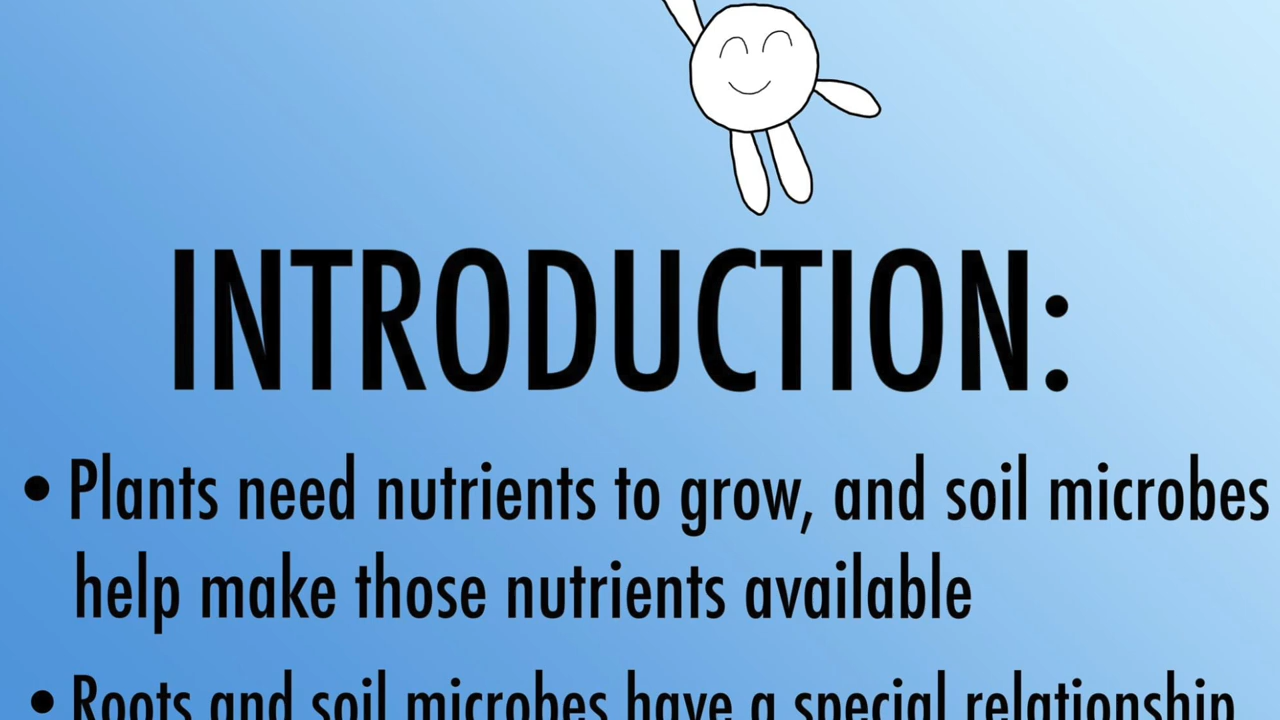 INTRODUCTION:
• Plants need nutrients to grow, and soil microbes
help make those nutrients available
• Roots and soil microbes have a special relationship